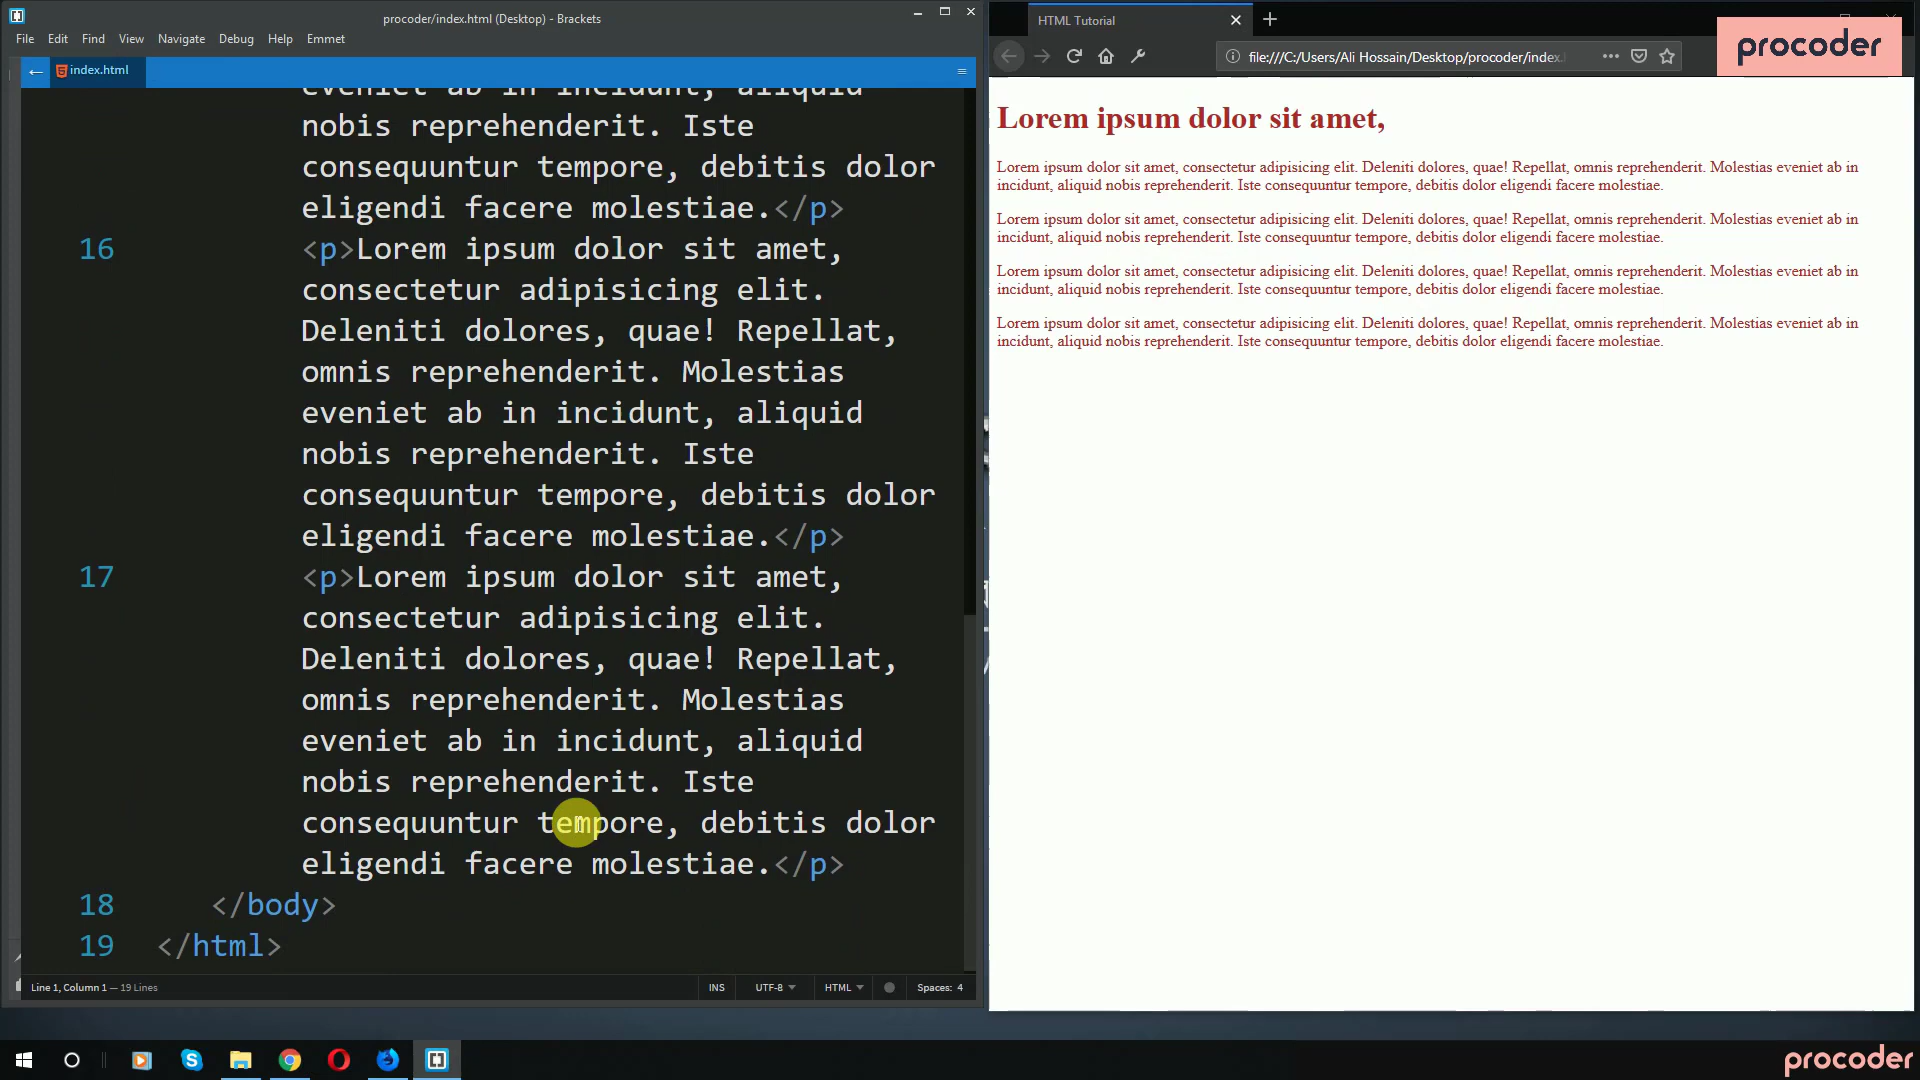 procoder/index.html (Desktop) - Brackets
File Edit Find View Navigate Debug Help Emmet
index.html
eveniet ab in incidunt, aliquid
nobis reprehenderit. Iste
consequuntur tempore, debitis dolor
eligendi facere molestiae.</p>
16 <p>Lorem ipsum dolor sit amet,
consectetur adipisicing elit.
Deleniti dolores, quae! Repellat,
omnis reprehenderit. Molestias
eveniet ab in incidunt, aliquid
nobis reprehenderit. Iste
consequuntur tempore, debitis dolor
eligendi facere molestiae.</p>
17 <p>Lorem ipsum dolor sit amet,
consectetur adipisicing elit.
Deleniti dolores, quae! Repellat,
omnis reprehenderit. Molestias
eveniet ab in incidunt, aliquid
nobis reprehenderit. Iste
consequuntur tempore, debitis dolor
eligendi facere molestiae.</p>
18 </body>
19 </html>
Line 1, Column 1 — 19 Lines
INS UTF-8 HTML Spaces: 4
HTML Tutorial
file:///C:/Users/Ali Hossain/Desktop/procoder/index.
procoder
Lorem ipsum dolor sit amet,
Lorem ipsum dolor sit amet, consectetur adipisicing elit. Deleniti dolores, quae! Repellat, omnis reprehenderit. Molestias eveniet ab in
incidunt, aliquid nobis reprehenderit. Iste consequuntur tempore, debitis dolor eligendi facere molestiae.
Lorem ipsum dolor sit amet, consectetur adipisicing elit. Deleniti dolores, quae! Repellat, omnis reprehenderit. Molestias eveniet ab in
incidunt, aliquid nobis reprehenderit. Iste consequuntur tempore, debitis dolor eligendi facere molestiae.
Lorem ipsum dolor sit amet, consectetur adipisicing elit. Deleniti dolores, quae! Repellat, omnis reprehenderit. Molestias eveniet ab in
incidunt, aliquid nobis reprehenderit. Iste consequuntur tempore, debitis dolor eligendi facere molestiae.
Lorem ipsum dolor sit amet, consectetur adipisicing elit. Deleniti dolores, quae! Repellat, omnis reprehenderit. Molestias eveniet ab in
incidunt, aliquid nobis reprehenderit. Iste consequuntur tempore, debitis dolor eligendi facere molestiae.
procoder